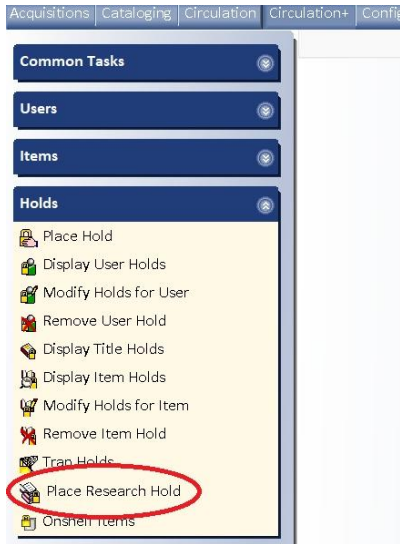 Acquisitions Cataloging Circulation Circulation+ Confi
Common Tasks
Users
Items
Holds
Place Hold
Display User Holds
Modify Holds for User
Remove User Hold
Display Title Holds
Display Item Holds
Modify Holds for Item
Remove Item Hold
Trap Holds
Place Research Hold
Onshelf Items